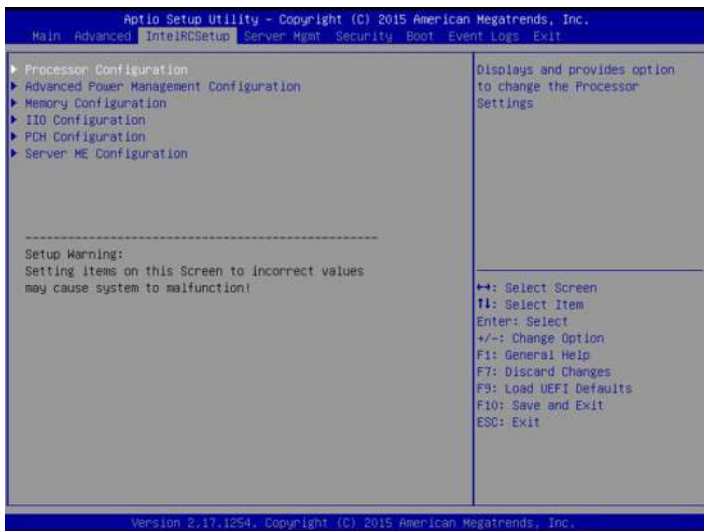 Aptio Setup Utility – Copyright (C) 2015 American Megatrends, Inc.
Main Advanced IntelRCSetup Server Mgmt Security Boot Event Logs Exit
▶ Processor Configuration
▶ Advanced Power Management Configuration
▶ Memory Configuration
▶ IIO Configuration
▶ PCH Configuration
▶ Server ME Configuration
------------------------------------------------
Setup Warning:
Setting items on this Screen to incorrect values
may cause system to malfunction!
Displays and provides option
to change the Processor
Settings
↔: Select Screen
↑↓: Select Item
Enter: Select
+/-: Change Option
F1: General Help
F7: Discard Changes
F9: Load UEFI Defaults
F10: Save and Exit
ESC: Exit
Version 2.17.1254. Copyright (C) 2015 American Megatrends, Inc.